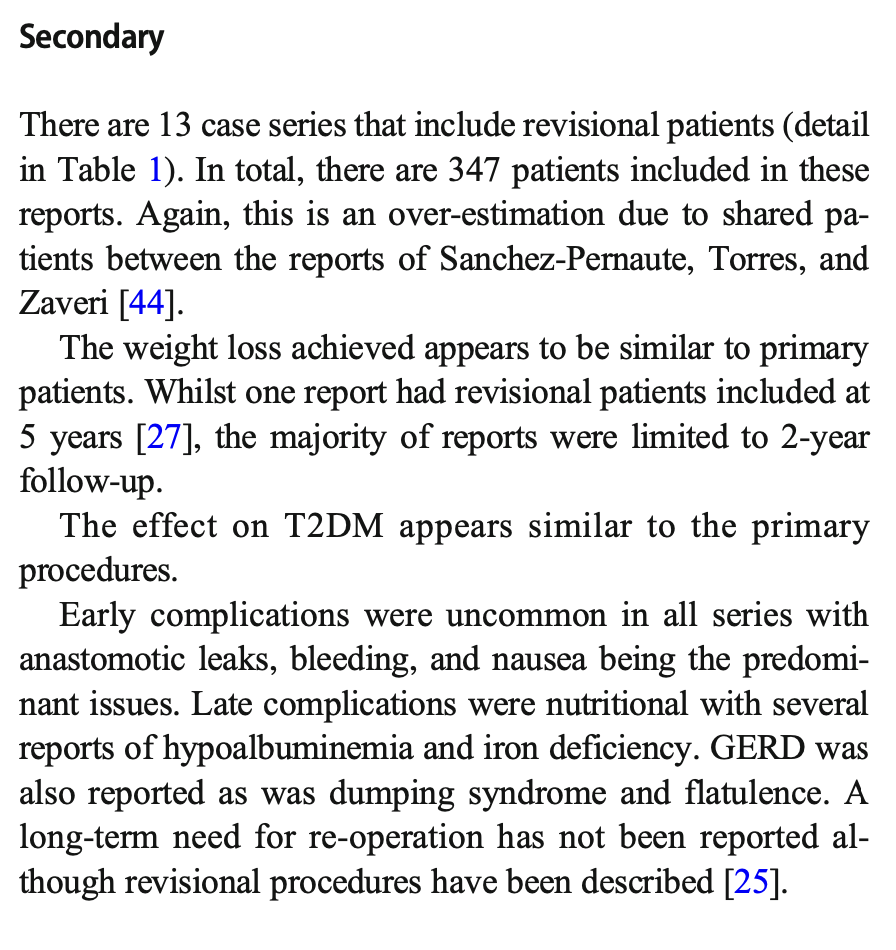 Secondary
There are 13 case series that include revisional patients (detail
in Table 1). In total, there are 347 patients included in these
reports. Again, this is an over-estimation due to shared pa-
tients between the reports of Sanchez-Pernaute, Torres, and
Zaveri [44].
The weight loss achieved appears to be similar to primary
patients. Whilst one report had revisional patients included at
5 years [27], the majority of reports were limited to 2-year
follow-up.
The effect on T2DM appears similar to the primary
procedures.
Early complications were uncommon in all series with
anastomotic leaks, bleeding, and nausea being the predomi-
nant issues. Late complications were nutritional with several
reports of hypoalbuminemia and iron deficiency. GERD was
also reported as was dumping syndrome and flatulence. A
long-term need for re-operation has not been reported al-
though revisional procedures have been described [25].